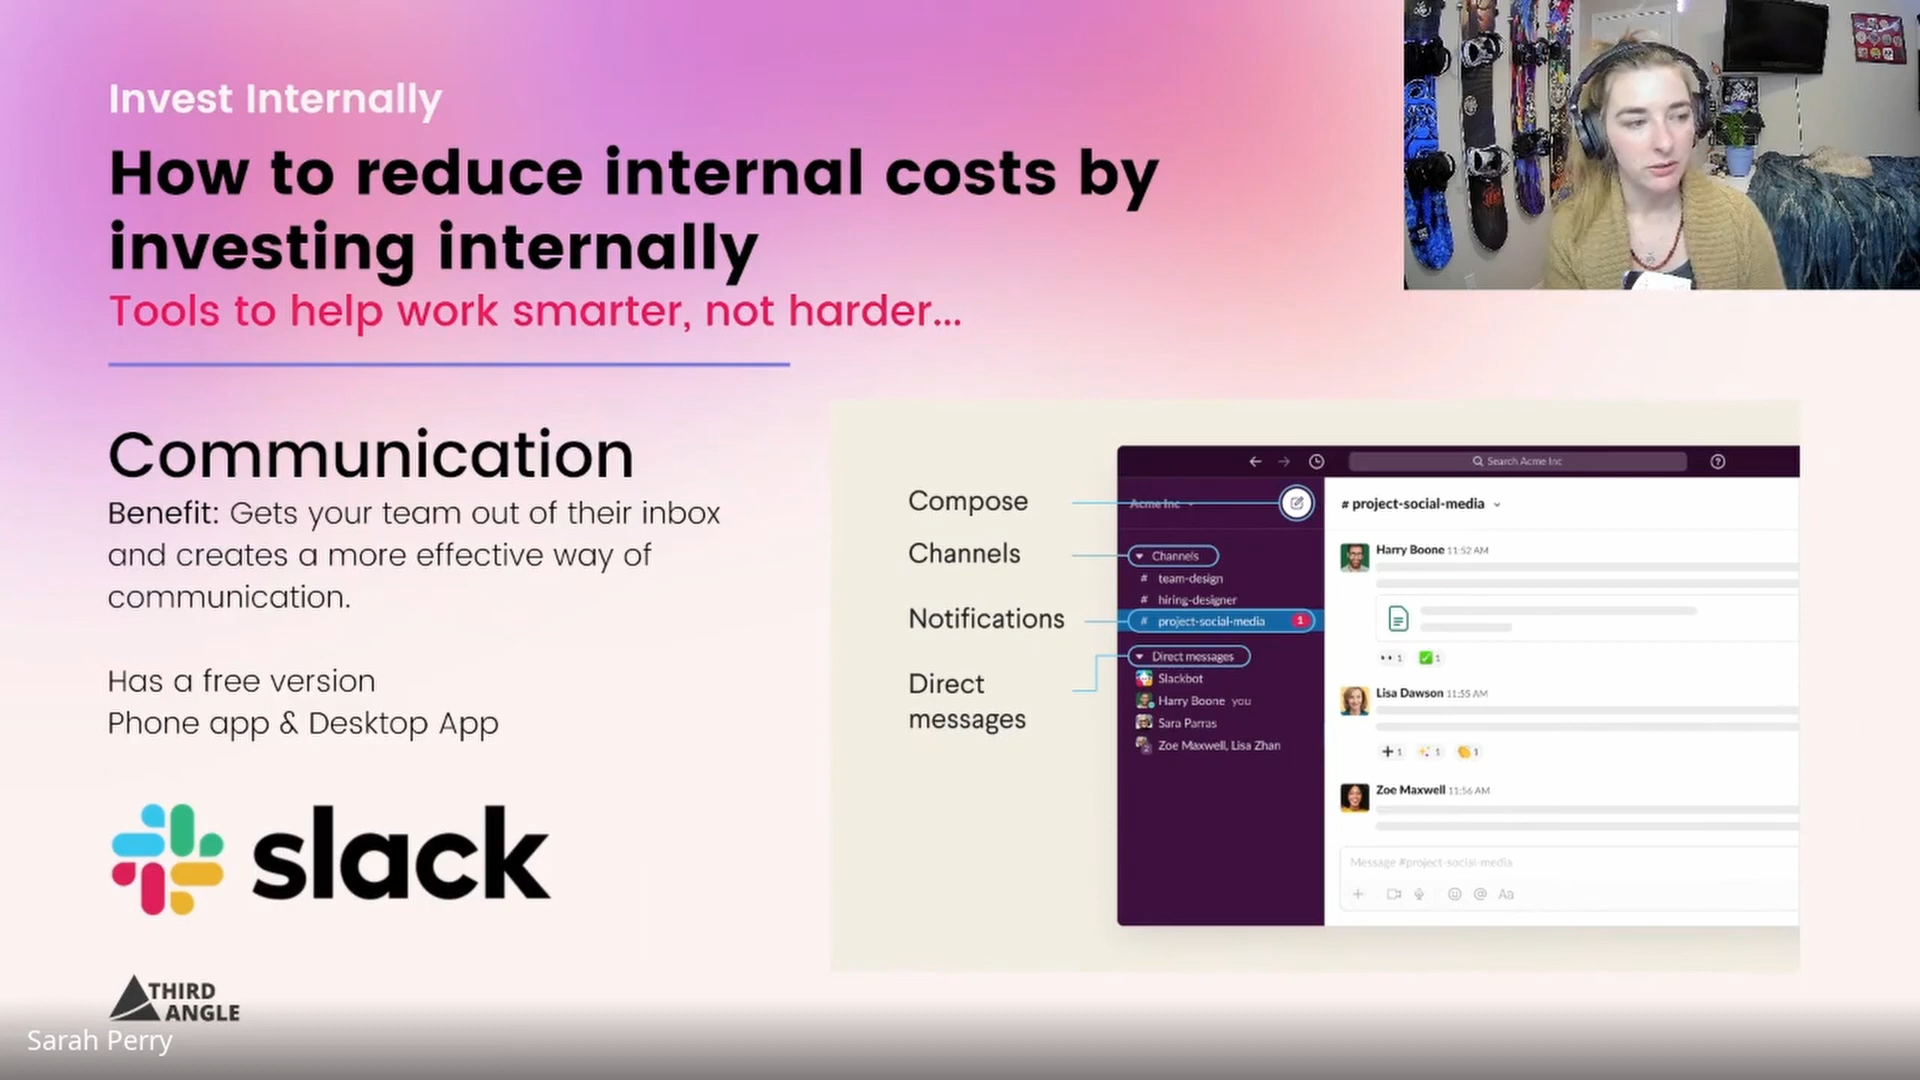 Invest Internally
How to reduce internal costs by
investing internally
Tools to help work smarter, not harder...
Communication
Benefit: Gets your team out of their inbox
and creates a more effective way of
communication.
Has a free version
Phone app & Desktop App
slack
THIRD
ANGLE
Sarah Perry
Compose
Channels
Notifications
Direct
messages
Search Acme Inc
Acme Inc
Channels
# team-design
# hiring-designer
# project-social-media 1
Direct messages
Slackbot
Harry Boone you
Sara Parras
Zoe Maxwell, Lisa Zhan
# project-social-media
Harry Boone 11:52 AM
1 1
Lisa Dawson 11:55 AM
1 1 1
Zoe Maxwell 11:56 AM
Message #project-social-media
+ @ Aa